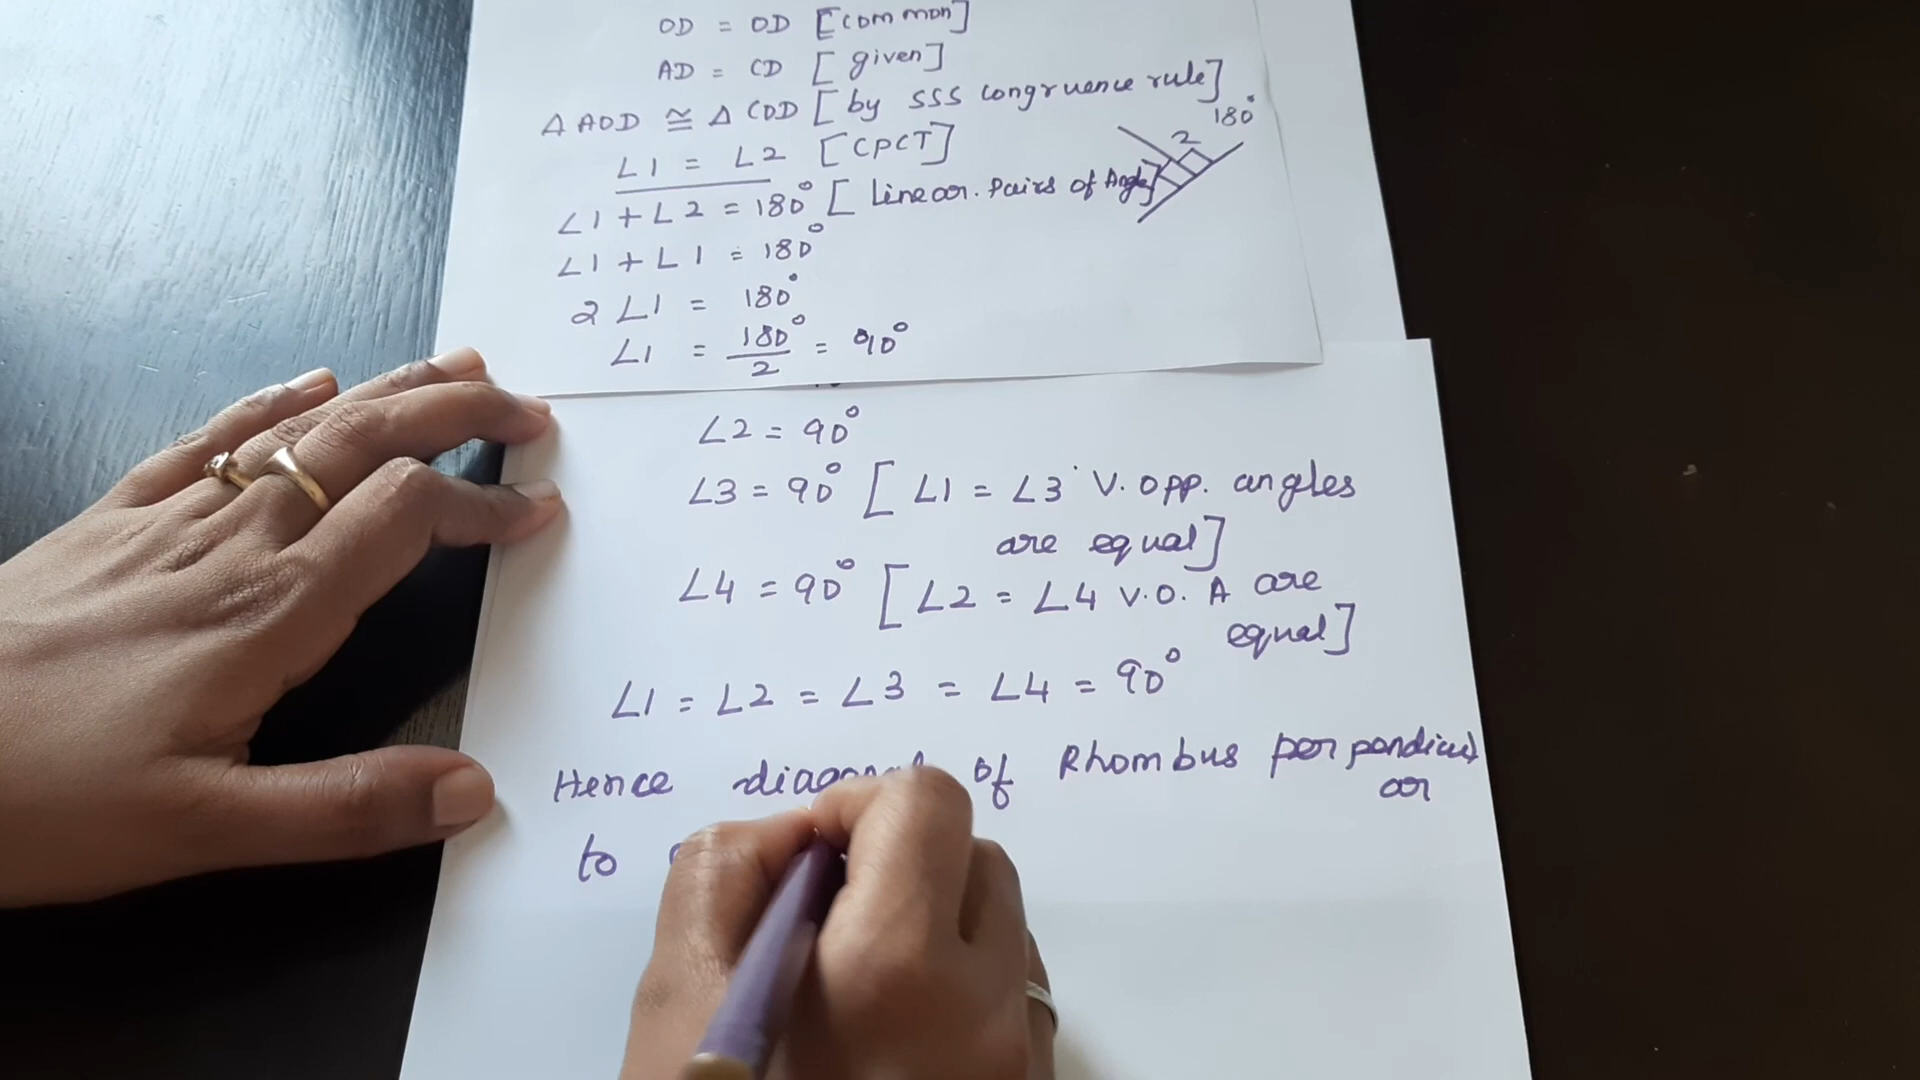 OD = OD [common]
AD = CD [given]
∆ AOD ≅ ∆ COD [by SSS congruence rule]
∠1 = ∠2 [CPCT]
∠1 + ∠2 = 180° [Linear. Pairs of Angle]
∠1 + ∠1 = 180°
2 ∠1 = 180°
∠1 = 180°/2 = 90°
2
180°
∠2 = 90°
∠3 = 90° [∠1 = ∠3 V. opp. angles
are equal]
∠4 = 90° [∠2 = ∠4 V.O. A are
equal]
∠1 = ∠2 = ∠3 = ∠4 = 90°
Hence diagonal of Rhombus perpendicul
ar
to